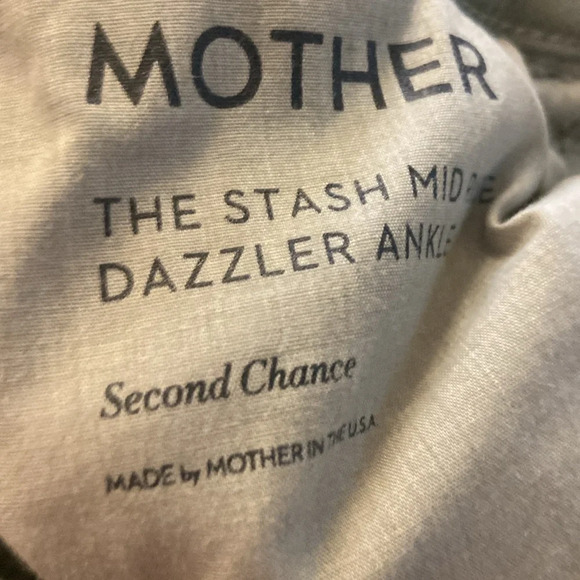 MOTHER
THE STASH MID
DAZZLER ANKLE
Second Chance
MADE by MOTHER IN THE U.S.A.